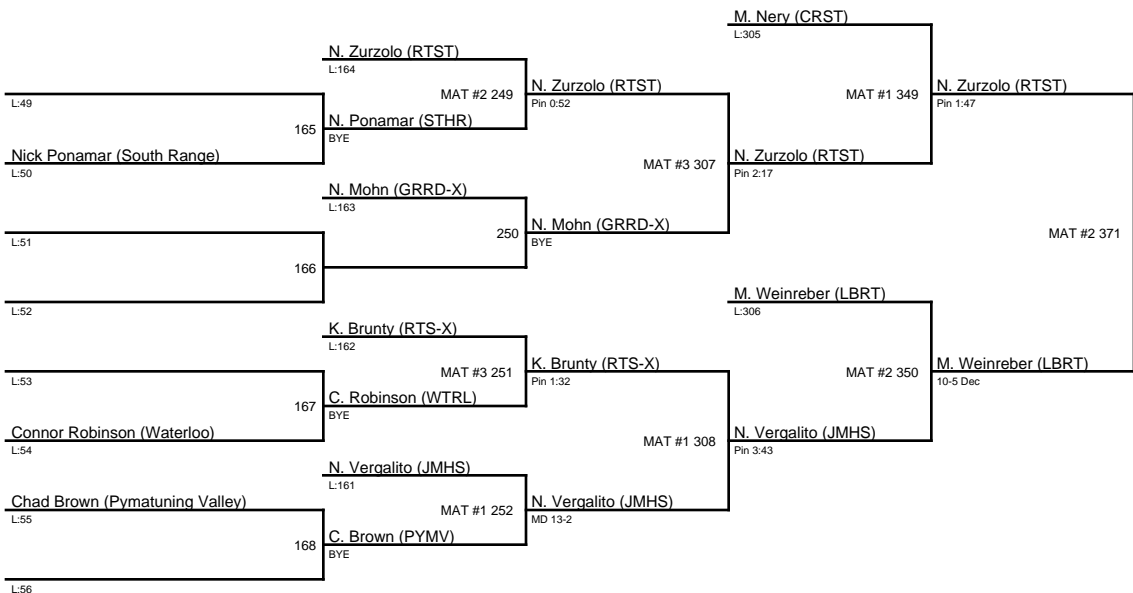 M. Nery (CRST)
L:305
N. Zurzolo (RTST)
L:164
MAT #2 249
N. Zurzolo (RTST)
Pin 0:52
MAT #1 349
N. Zurzolo (RTST)
Pin 1:47
L:49
165
N. Ponamar (STHR)
BYE
Nick Ponamar (South Range)
L:50
MAT #3 307
N. Zurzolo (RTST)
Pin 2:17
N. Mohn (GRRD-X)
L:163
250
N. Mohn (GRRD-X)
BYE
MAT #2 371
L:51
166
L:52
M. Weinreber (LBRT)
L:306
K. Brunty (RTS-X)
L:162
MAT #3 251
K. Brunty (RTS-X)
Pin 1:32
MAT #2 350
M. Weinreber (LBRT)
10-5 Dec
L:53
167
C. Robinson (WTRL)
BYE
Connor Robinson (Waterloo)
L:54
MAT #1 308
N. Vergalito (JMHS)
Pin 3:43
N. Vergalito (JMHS)
L:161
MAT #1 252
N. Vergalito (JMHS)
MD 13-2
Chad Brown (Pymatuning Valley)
L:55
168
C. Brown (PYMV)
BYE
L:56